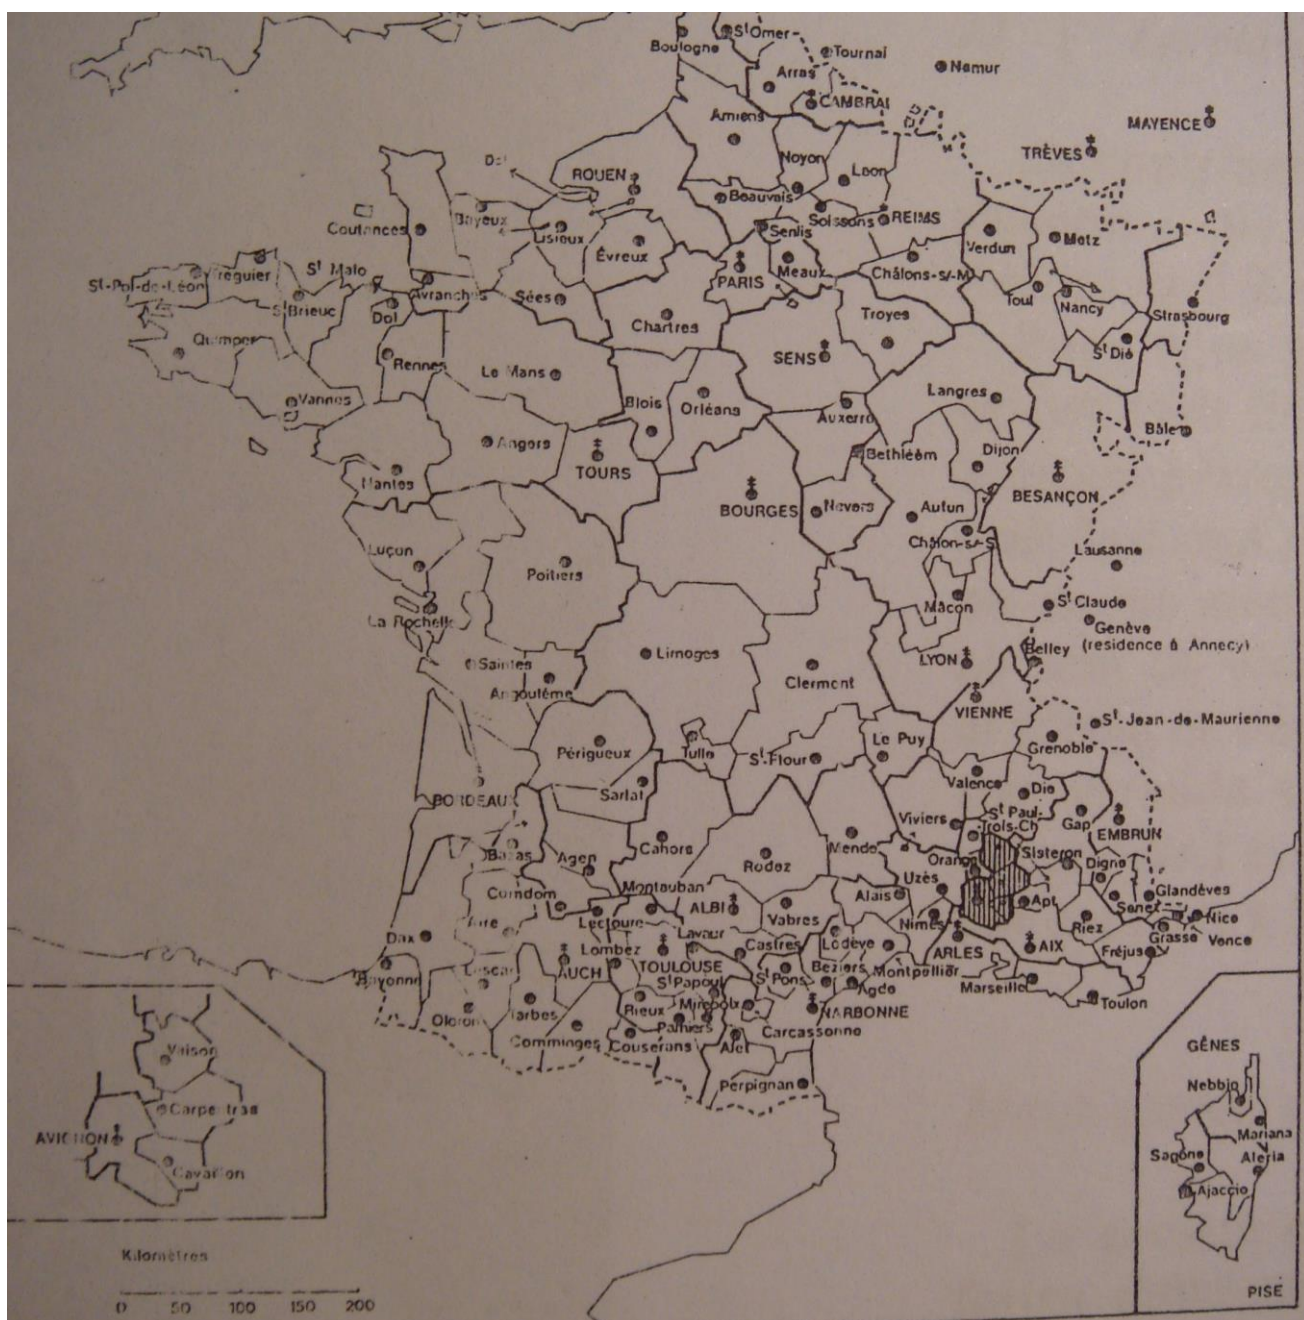 Boulogne
St Omer
Tournai
Namur
Arras
CAMBRAI
MAYENCE
TRÈVES
Amiens
Noyon
Laon
Dol
ROUEN
Beauvais
Soissons
REIMS
Bayeux
Coutances
Lisieux
Évreux
Senlis
Verdun
Metz
PARIS
Meaux
Châlons-s/-M
Tréguier
St Malo
St-Pol-de-Léon
Avranches
Sées
Toul
Nancy
Strasbourg
St Brieuc
Dol
Chartres
Troyes
Quimper
Rennes
SENS
St Dié
Le Mans
Vannes
Blois
Orléans
Langres
Auxerre
Angers
Bâle
Bethléem
Dijon
TOURS
Nantes
BOURGES
Nevers
Autun
BESANÇON
Châlon-s/-S
Luçon
Poitiers
Lausanne
Mâcon
St Claude
La Rochelle
Genève
(residence à Annecy)
Saintes
Limoges
LYON
Belley
Angoulême
Clermont
VIENNE
St-Jean-de-Maurienne
Périgueux
Tulle
St-Flour
Le Puy
Grenoble
BORDEAUX
Sarlat
Valence
Die
Viviers
St Paul-
Trois-Ch
Gap
EMBRUN
Bazas
Agen
Cahors
Rodez
Mende
Orange
Sisteron
Digne
Condom
Montauban
Alais
Uzès
Apt
Senez
Glandèves
Aire
Lectoure
ALBI
Vabres
Nîmes
Riez
Grasse
Nice
Vence
Dax
Lombez
Lavaur
Castres
Lodève
ARLES
AIX
Fréjus
Bayonne
Lescar
AUCH
TOULOUSE
St Pons
Béziers
Montpellier
Marseille
St Papoul
Agde
Toulon
Oloron
Tarbes
Rieux
Mirepoix
NARBONNE
Pamiers
Carcassonne
Comminges
Couserans
Alet
Perpignan
Vaison
Carpentras
AVIGNON
Cavaillon
GÊNES
Nebbio
Mariana
Sagone
Aleria
Ajaccio
PISE
Kilomètres
0 50 100 150 200